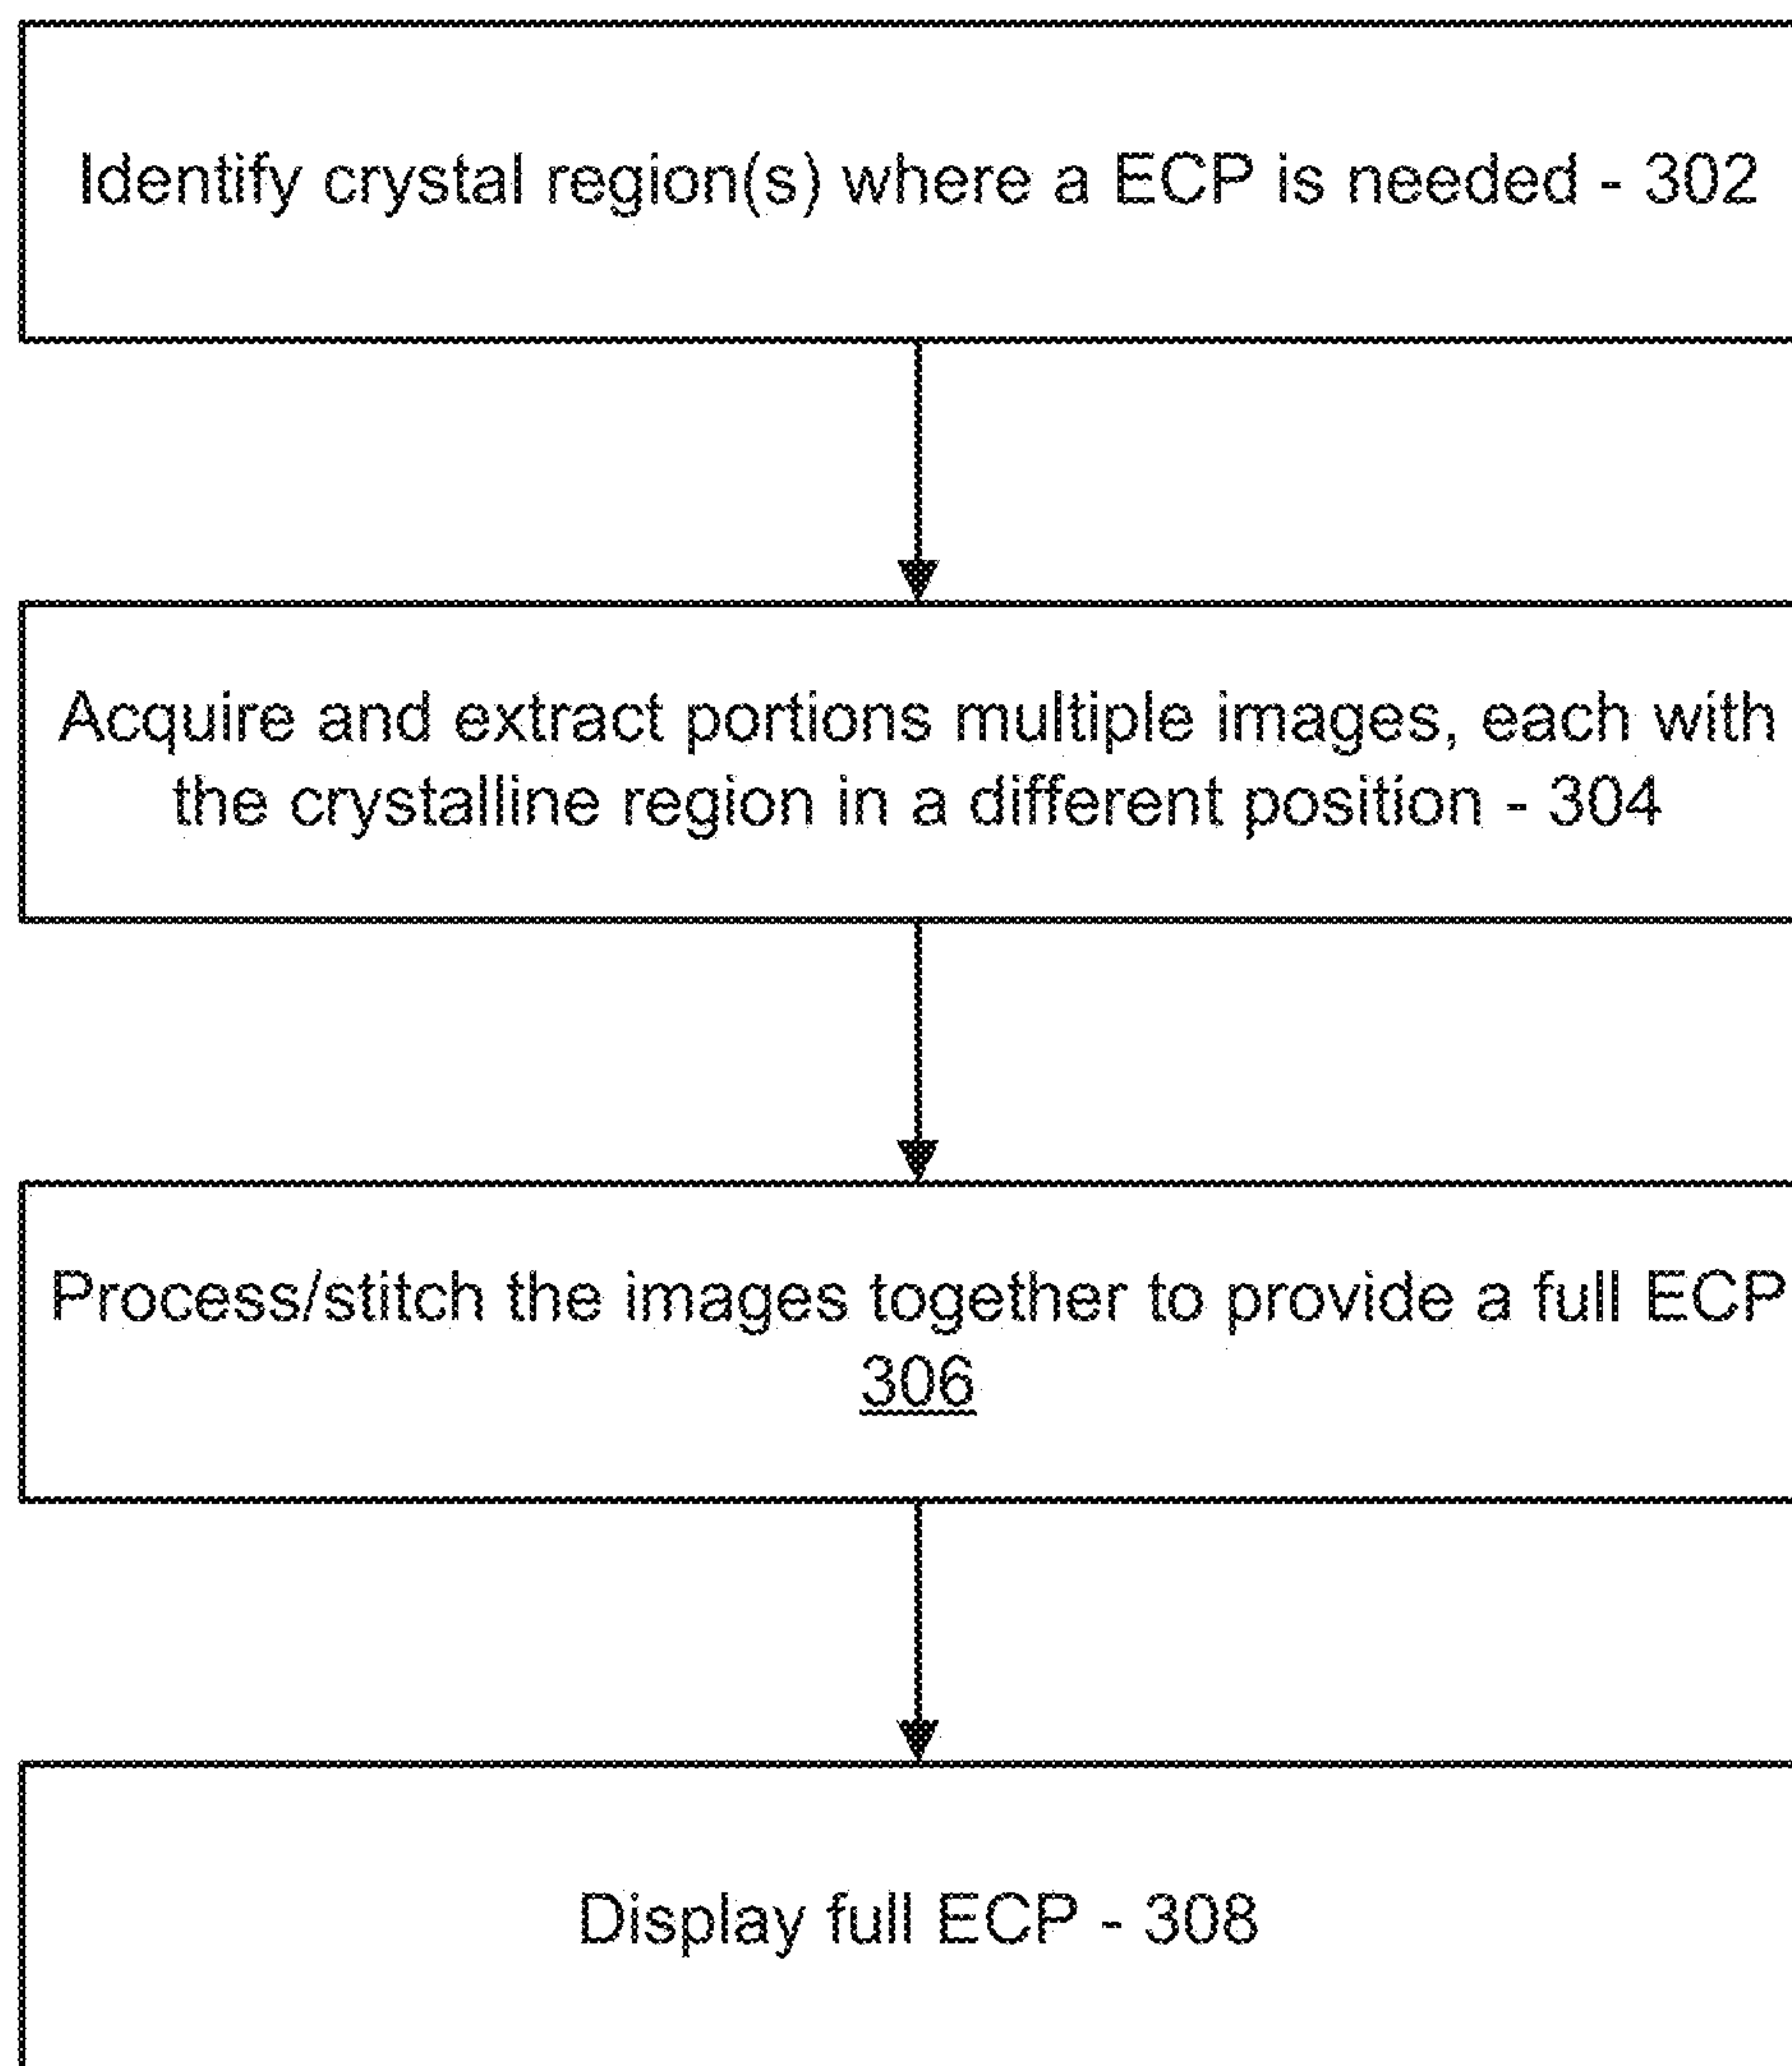 Identify crystal region(s) where a ECP is needed - 302
Acquire and extract portions multiple images, each with
the crystalline region in a different position - 304
Process/stitch the images together to provide a full ECP
306
Display full ECP - 308